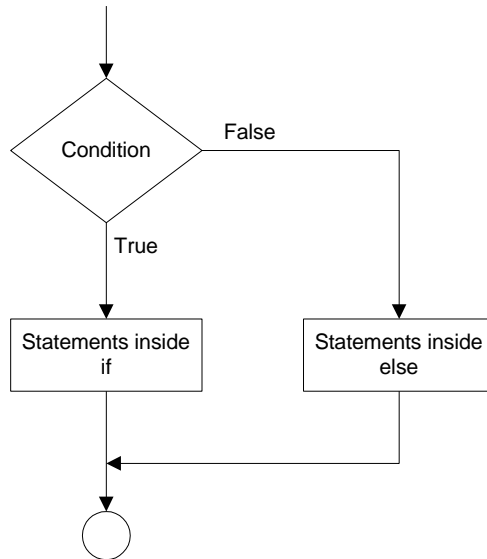 Condition
False
True
Statements inside
if
Statements inside
else